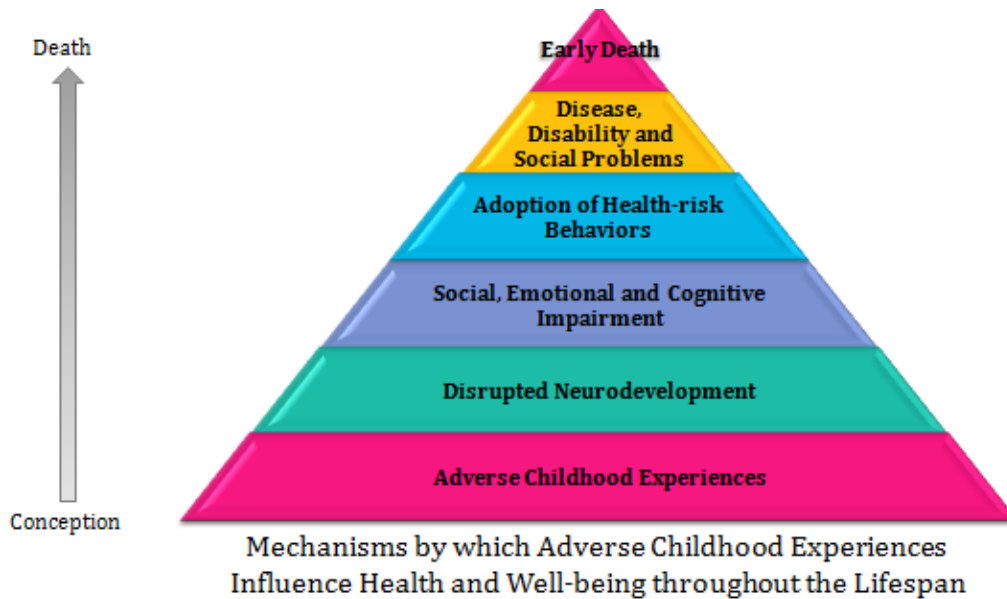 Death
Early Death
Disease,
Disability and
Social Problems
Adoption of Health-risk
Behaviors
Social, Emotional and Cognitive
Impairment
Disrupted Neurodevelopment
Adverse Childhood Experiences
Conception
Mechanisms by which Adverse Childhood Experiences
Influence Health and Well-being throughout the Lifespan